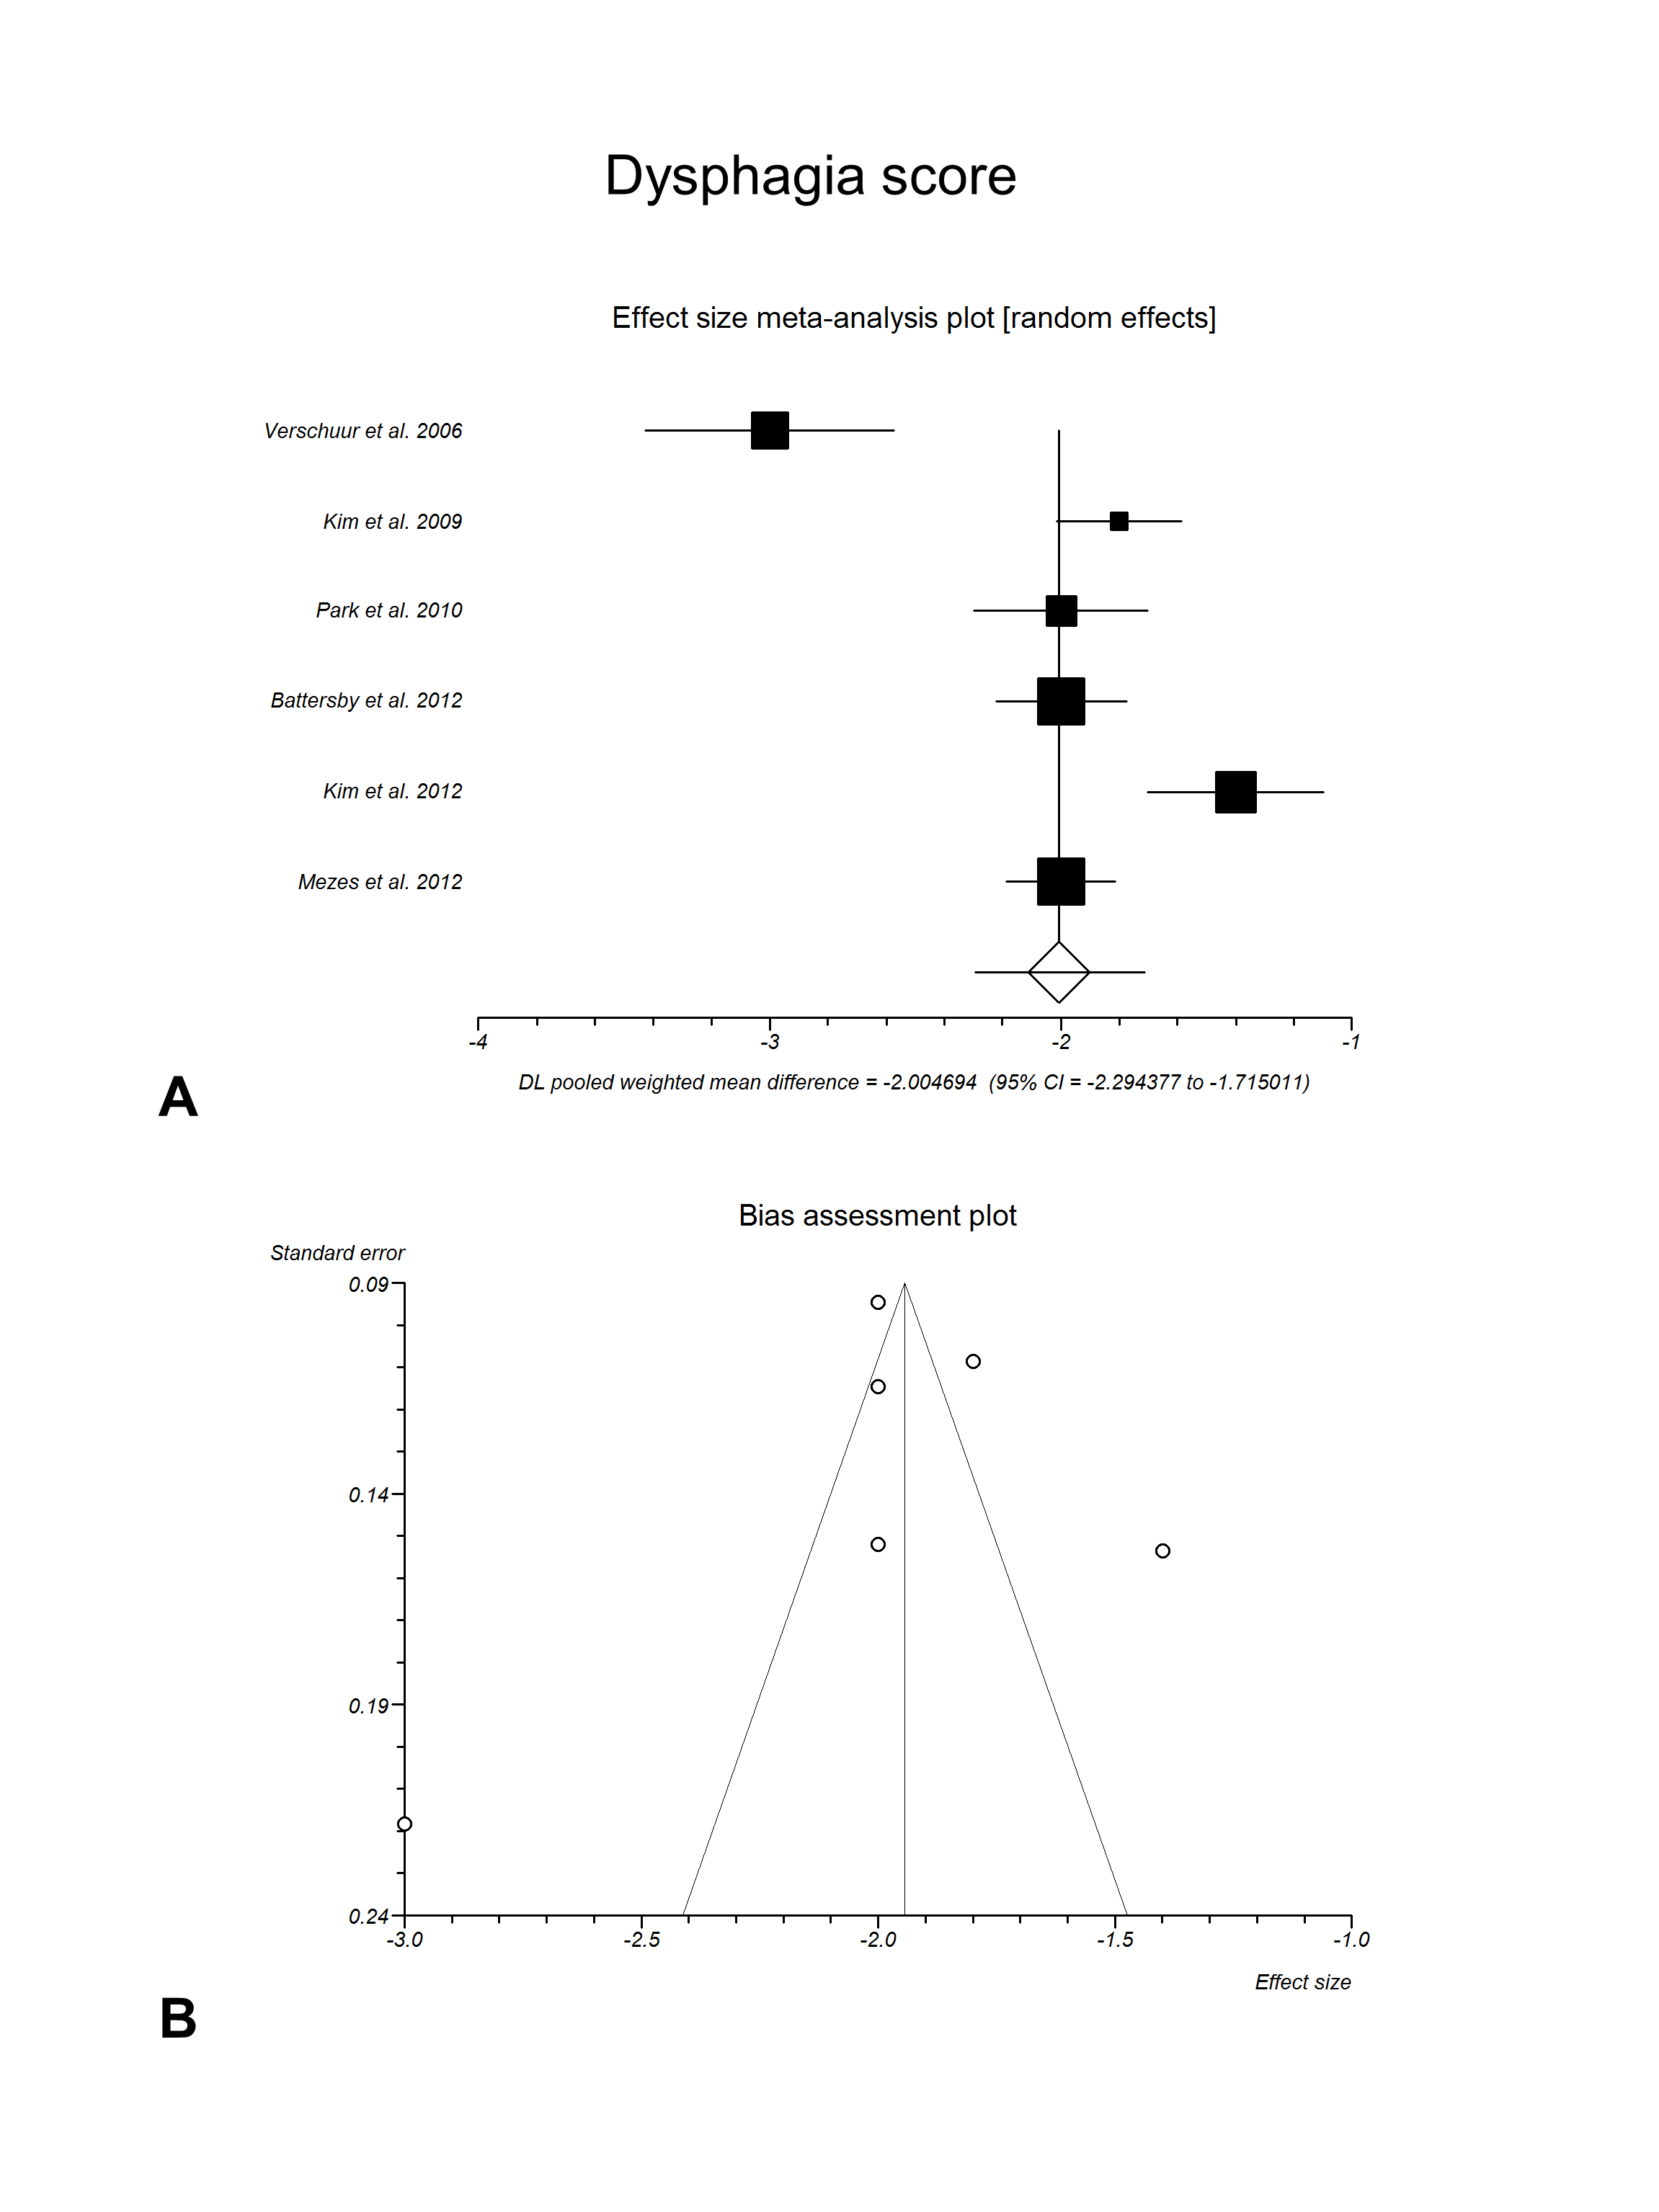 Dysphagia score
Effect size meta-analysis plot [random effects]
Verschuur et al. 2006
Kim et al. 2009
Park et al. 2010
Battersby et al. 2012
Kim et al. 2012
Mezes et al. 2012
-4 -3 -2 -1
DL pooled weighted mean difference = -2.004694 (95% CI = -2.294377 to -1.715011)
A
Bias assessment plot
Standard error
0.09
0.14
0.19
0.24
-3.0 -2.5 -2.0 -1.5 -1.0
Effect size
B